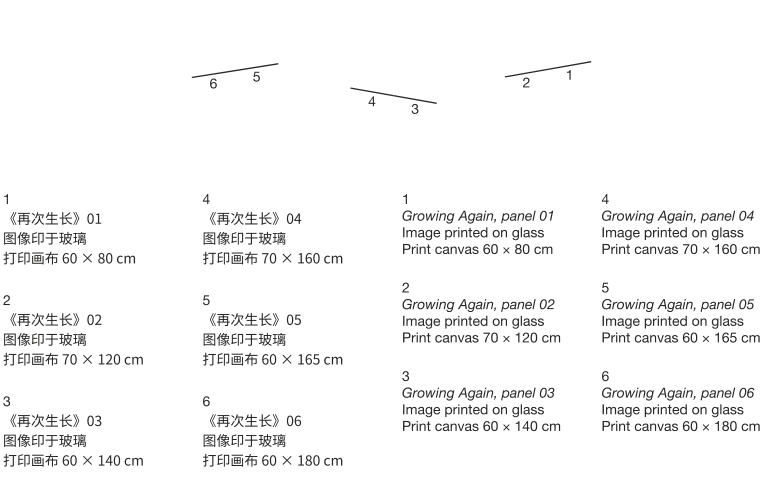 6 5
4 3
2 1
1
《再次生长》01
图像印于玻璃
打印画布 60 × 80 cm
2
《再次生长》02
图像印于玻璃
打印画布 70 × 120 cm
3
《再次生长》03
图像印于玻璃
打印画布 60 × 140 cm
4
《再次生长》04
图像印于玻璃
打印画布 70 × 160 cm
5
《再次生长》05
图像印于玻璃
打印画布 60 × 165 cm
6
《再次生长》06
图像印于玻璃
打印画布 60 × 180 cm
1
Growing Again, panel 01
Image printed on glass
Print canvas 60 × 80 cm
2
Growing Again, panel 02
Image printed on glass
Print canvas 70 × 120 cm
3
Growing Again, panel 03
Image printed on glass
Print canvas 60 × 140 cm
4
Growing Again, panel 04
Image printed on glass
Print canvas 70 × 160 cm
5
Growing Again, panel 05
Image printed on glass
Print canvas 60 × 165 cm
6
Growing Again, panel 06
Image printed on glass
Print canvas 60 × 180 cm